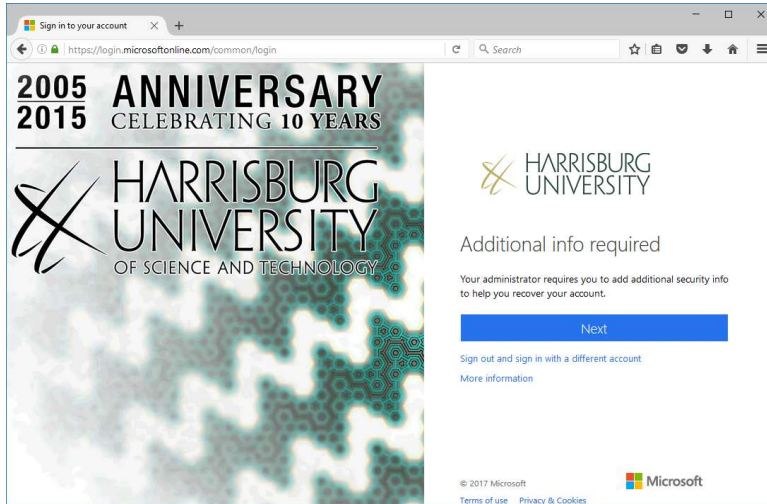 Sign in to your account
https://login.microsoftonline.com/common/login
Search
2005
2015
ANNIVERSARY
CELEBRATING 10 YEARS
HARRISBURG
UNIVERSITY
OF SCIENCE AND TECHNOLOGY
HARRISBURG
UNIVERSITY
Additional info required
Your administrator requires you to add additional security info
to help you recover your account.
Next
Sign out and sign in with a different account
More information
© 2017 Microsoft
Microsoft
Terms of use Privacy & Cookies